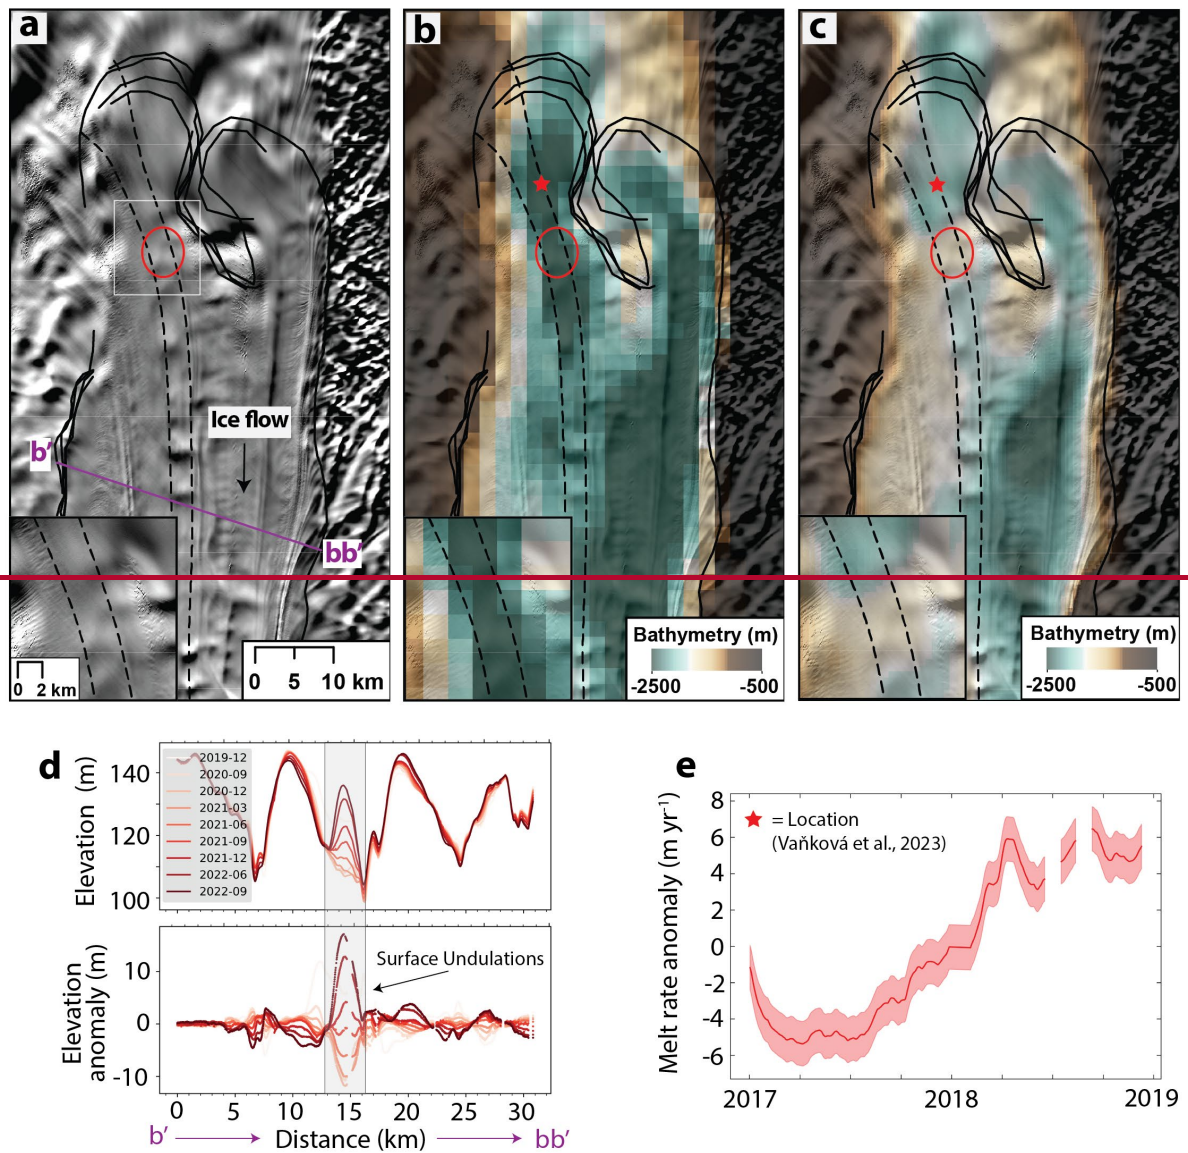 a
b
c
Ice flow
b′
bb′
0 2 km
0 5 10 km
Bathymetry (m)
-2500 -500
Bathymetry (m)
-2500 -500
d
Elevation (m)
140
120
100
2019-12
2020-09
2020-12
2021-03
2021-06
2021-09
2021-12
2022-06
2022-09
Elevation
anomaly (m)
10
0
-10
Surface Undulations
0 5 10 15 20 25 30
b′ Distance (km) bb′
e
Melt rate anomaly (m yr⁻¹)
8
6
4
2
0
-2
-4
-6
= Location
(Vaňková et al., 2023)
2017 2018 2019